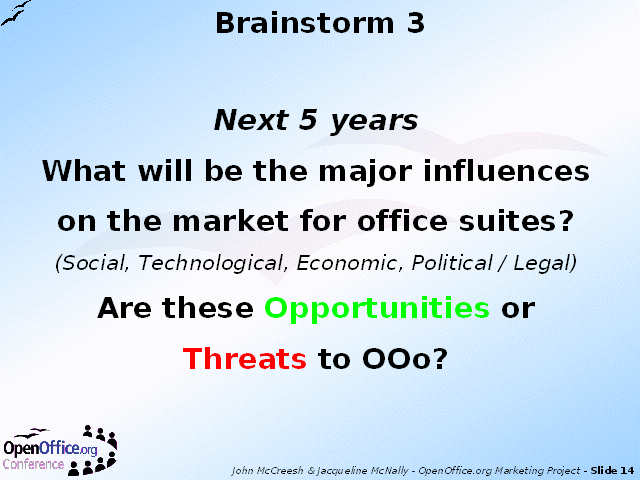 Brainstorm 3
Next 5 years
What will be the major influences
on the market for office suites?
(Social, Technological, Economic, Political / Legal)
Are these Opportunities or
Threats to OOo?
OpenOffice.org
Conference
John McCreesh & Jacqueline McNally - OpenOffice.org Marketing Project - Slide 14